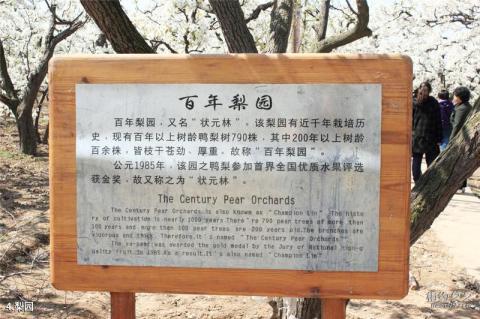 百年梨园
百年梨园，又名“状元林”。该梨园有近千年栽培历
史，现有百年以上树龄鸭梨树790株，其中200年以上树龄
百余株，皆枝干苍劲、厚重，故称“百年梨园”。
公元1985年，该园之鸭梨参加首界全国优质水果评选
获金奖，故又称之为“状元林”。
The Century Pear Orchards
The Century Pear Orchards is also known as "Champion Lin" The histo
ry of cultivation is nearly 1000 years There're 790 pear trees of more than
100 years and more than 100 pear trees are 200 years old.The branches are
vigorous and thick. Therefore.it's named "The Century Pear Orchards"
The ya-pear was awarded the gold medal by the Jury of National high-q
uality fruit in 1985.As a result.It's also named "Champion Lin"
4.梨园